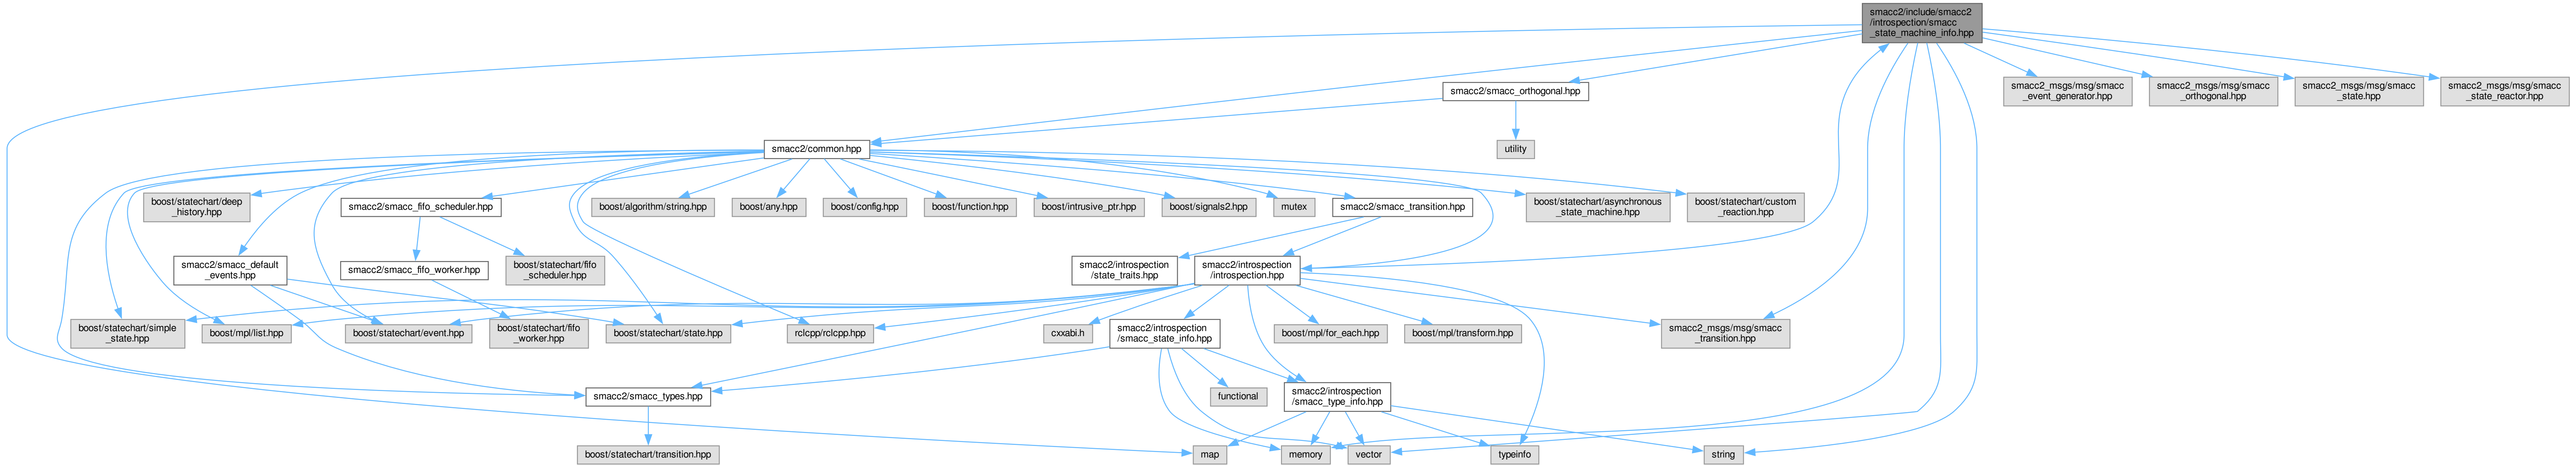 smacc2/include/smacc2
/introspection/smacc
_state_machine_info.hpp
smacc2/smacc_orthogonal.hpp
smacc2_msgs/msg/smacc
_event_generator.hpp
smacc2_msgs/msg/smacc
_orthogonal.hpp
smacc2_msgs/msg/smacc
_state.hpp
smacc2_msgs/msg/smacc
_state_reactor.hpp
smacc2/common.hpp
utility
boost/statechart/deep
_history.hpp
smacc2/smacc_fifo_scheduler.hpp
boost/algorithm/string.hpp
boost/any.hpp
boost/config.hpp
boost/function.hpp
boost/intrusive_ptr.hpp
boost/signals2.hpp
mutex
smacc2/smacc_transition.hpp
boost/statechart/asynchronous
_state_machine.hpp
boost/statechart/custom
_reaction.hpp
smacc2/smacc_default
_events.hpp
smacc2/smacc_fifo_worker.hpp
boost/statechart/fifo
_scheduler.hpp
smacc2/introspection
/state_traits.hpp
smacc2/introspection
/introspection.hpp
boost/statechart/simple
_state.hpp
boost/mpl/list.hpp
boost/statechart/event.hpp
boost/statechart/fifo
_worker.hpp
boost/statechart/state.hpp
rclcpp/rclcpp.hpp
cxxabi.h
smacc2/introspection
/smacc_state_info.hpp
boost/mpl/for_each.hpp
boost/mpl/transform.hpp
smacc2_msgs/msg/smacc
_transition.hpp
smacc2/smacc_types.hpp
functional
smacc2/introspection
/smacc_type_info.hpp
boost/statechart/transition.hpp
map
memory
vector
typeinfo
string